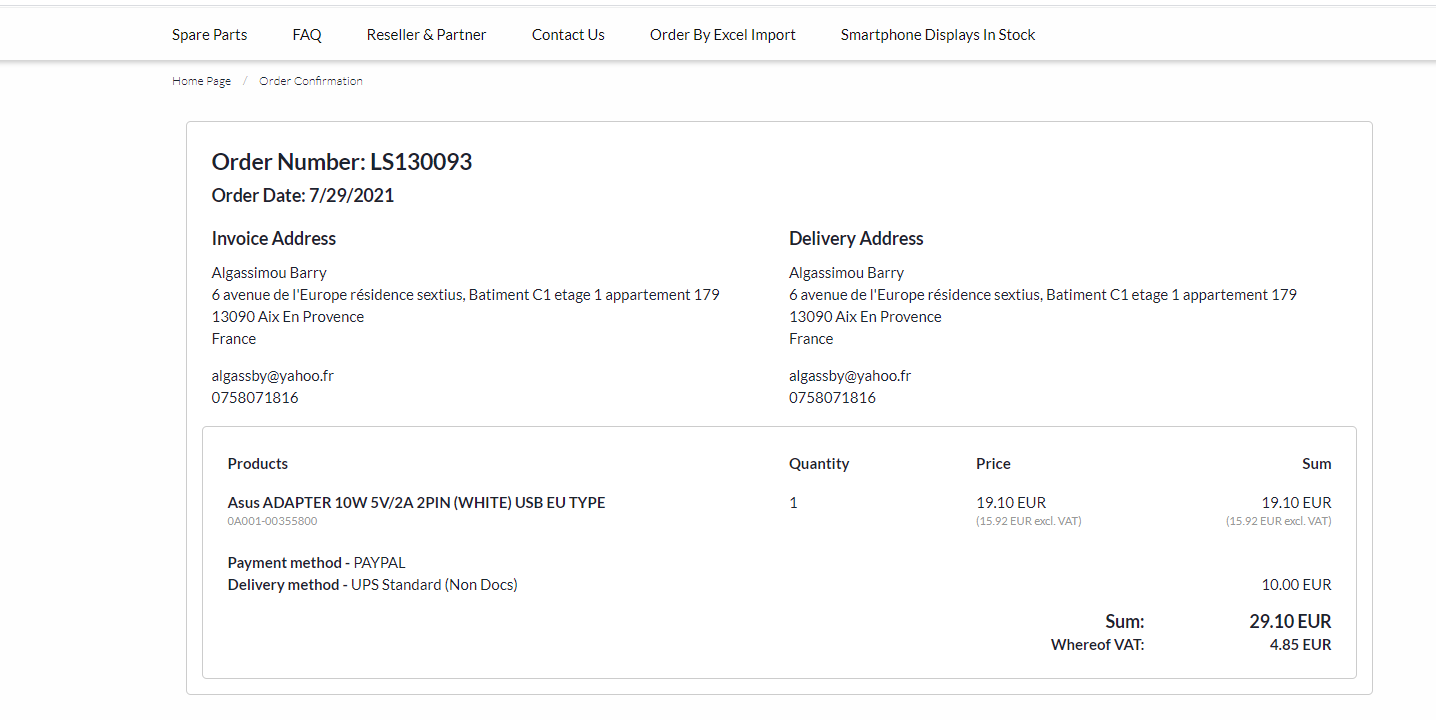 Spare Parts FAQ Reseller & Partner Contact Us Order By Excel Import Smartphone Displays In Stock
Home Page / Order Confirmation
Order Number: LS130093
Order Date: 7/29/2021
Invoice Address
Algassimou Barry
6 avenue de l'Europe résidence sextius, Batiment C1 etage 1 appartement 179
13090 Aix En Provence
France
algassby@yahoo.fr
0758071816
Delivery Address
Algassimou Barry
6 avenue de l'Europe résidence sextius, Batiment C1 etage 1 appartement 179
13090 Aix En Provence
France
algassby@yahoo.fr
0758071816
Products Quantity Price Sum
Asus ADAPTER 10W 5V/2A 2PIN (WHITE) USB EU TYPE 1 19.10 EUR 19.10 EUR
0A001-00355800 (15.92 EUR excl. VAT) (15.92 EUR excl. VAT)
Payment method - PAYPAL
Delivery method - UPS Standard (Non Docs) 10.00 EUR
Sum: 29.10 EUR
Whereof VAT: 4.85 EUR